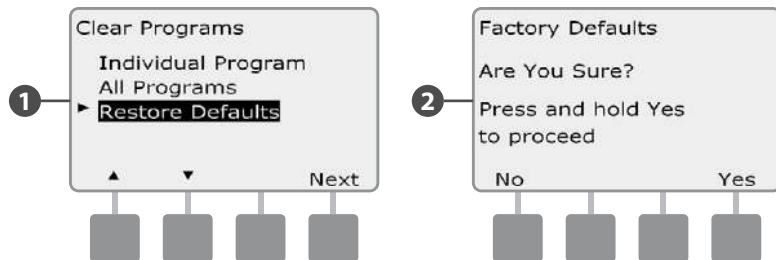 1
Clear Programs
Individual Program
All Programs
► Restore Defaults
▲ ▼ Next
2
Factory Defaults
Are You Sure?
Press and hold Yes
to proceed
No Yes